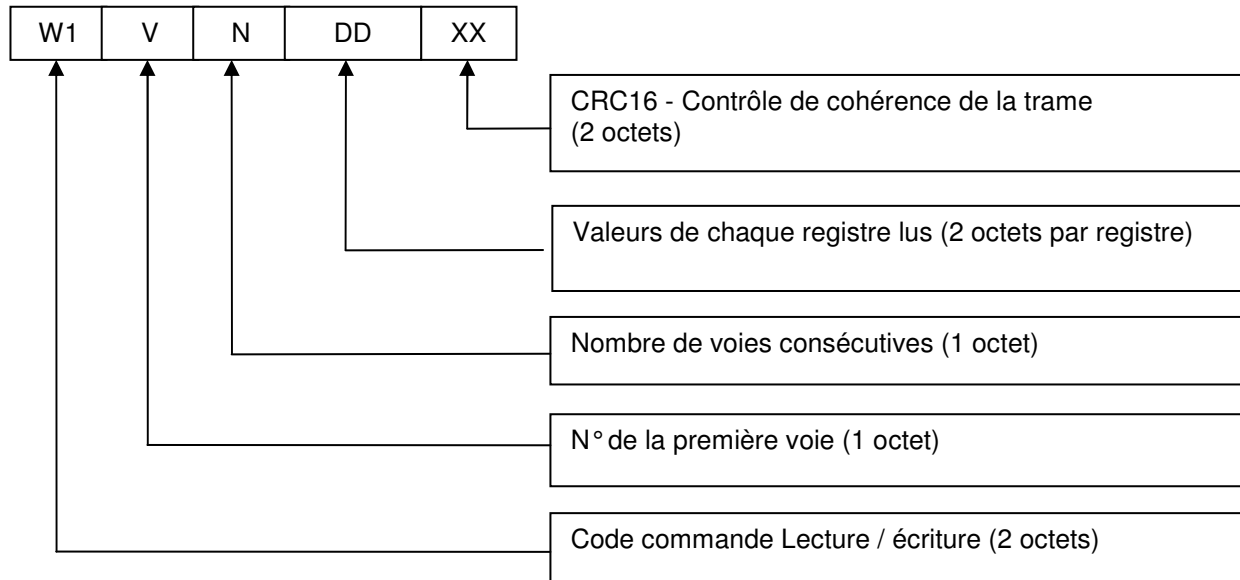 W1 V N DD XX
CRC16 - Contrôle de cohérence de la trame
(2 octets)
Valeurs de chaque registre lus (2 octets par registre)
Nombre de voies consécutives (1 octet)
N° de la première voie (1 octet)
Code commande Lecture / écriture (2 octets)